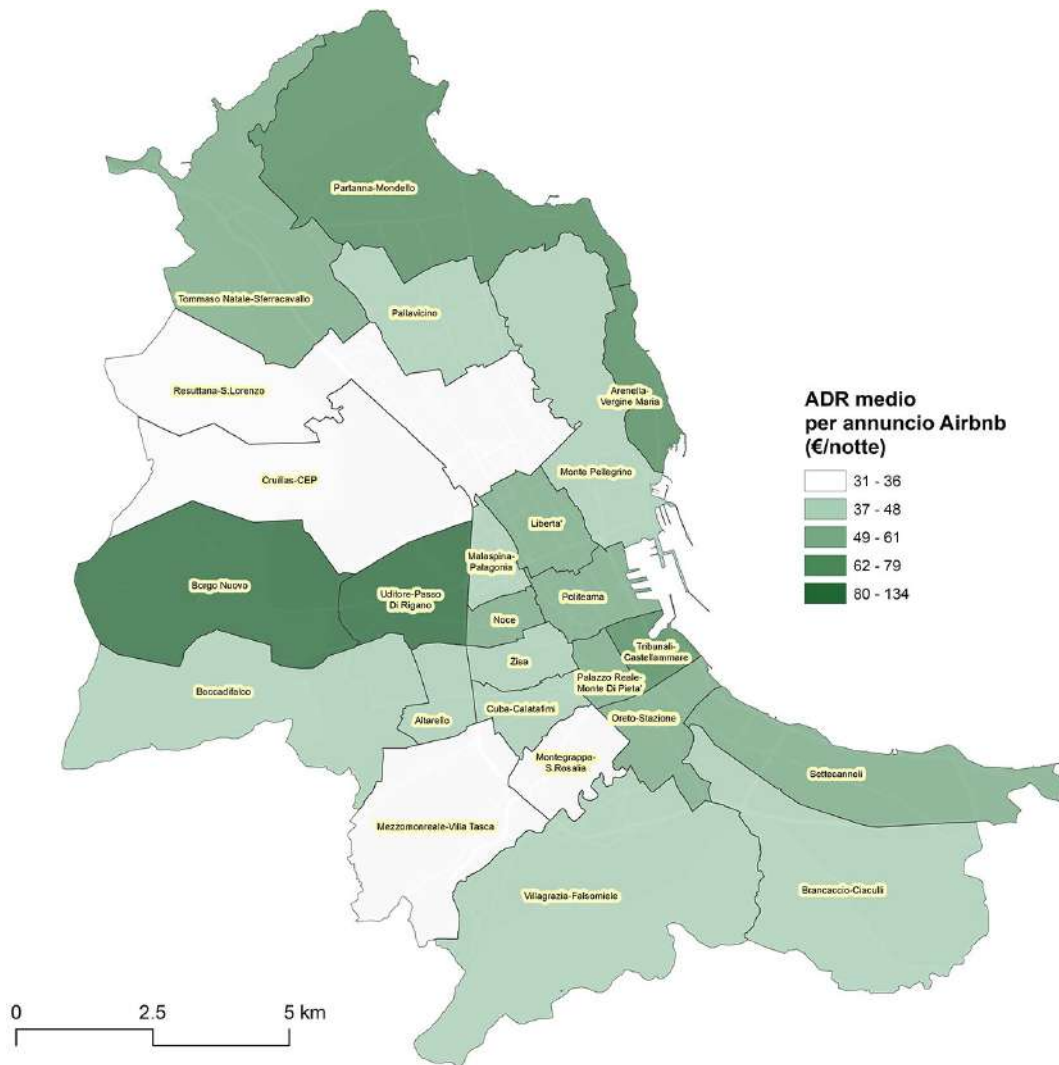 Partanna-Mondello
Tommaso Natale-Sferracavallo
Pallavicino
Resuttana-S.Lorenzo
Arenella-
Vergine Maria
ADR medio
per annuncio Airbnb
(€/notte)
31 - 36
37 - 48
49 - 61
62 - 79
80 - 134
Cruillas-CEP
Monte Pellegrino
Liberta'
Malaspina-
Palagonia
Borgo Nuovo
Uditore-Passo
Di Rigano
Politeama
Noce
Tribunali-
Castellammare
Zisa
Palazzo Reale-
Monte Di Pieta'
Boccadifalco
Altarello
Cuba-Calatafimi
Oreto-Stazione
Montegrappa-
S.Rosalia
Settecannoli
Mezzomonreale-Villa Tasca
Villagrazia-Falsomiele
Brancaccio-Ciaculli
0 2.5 5 km